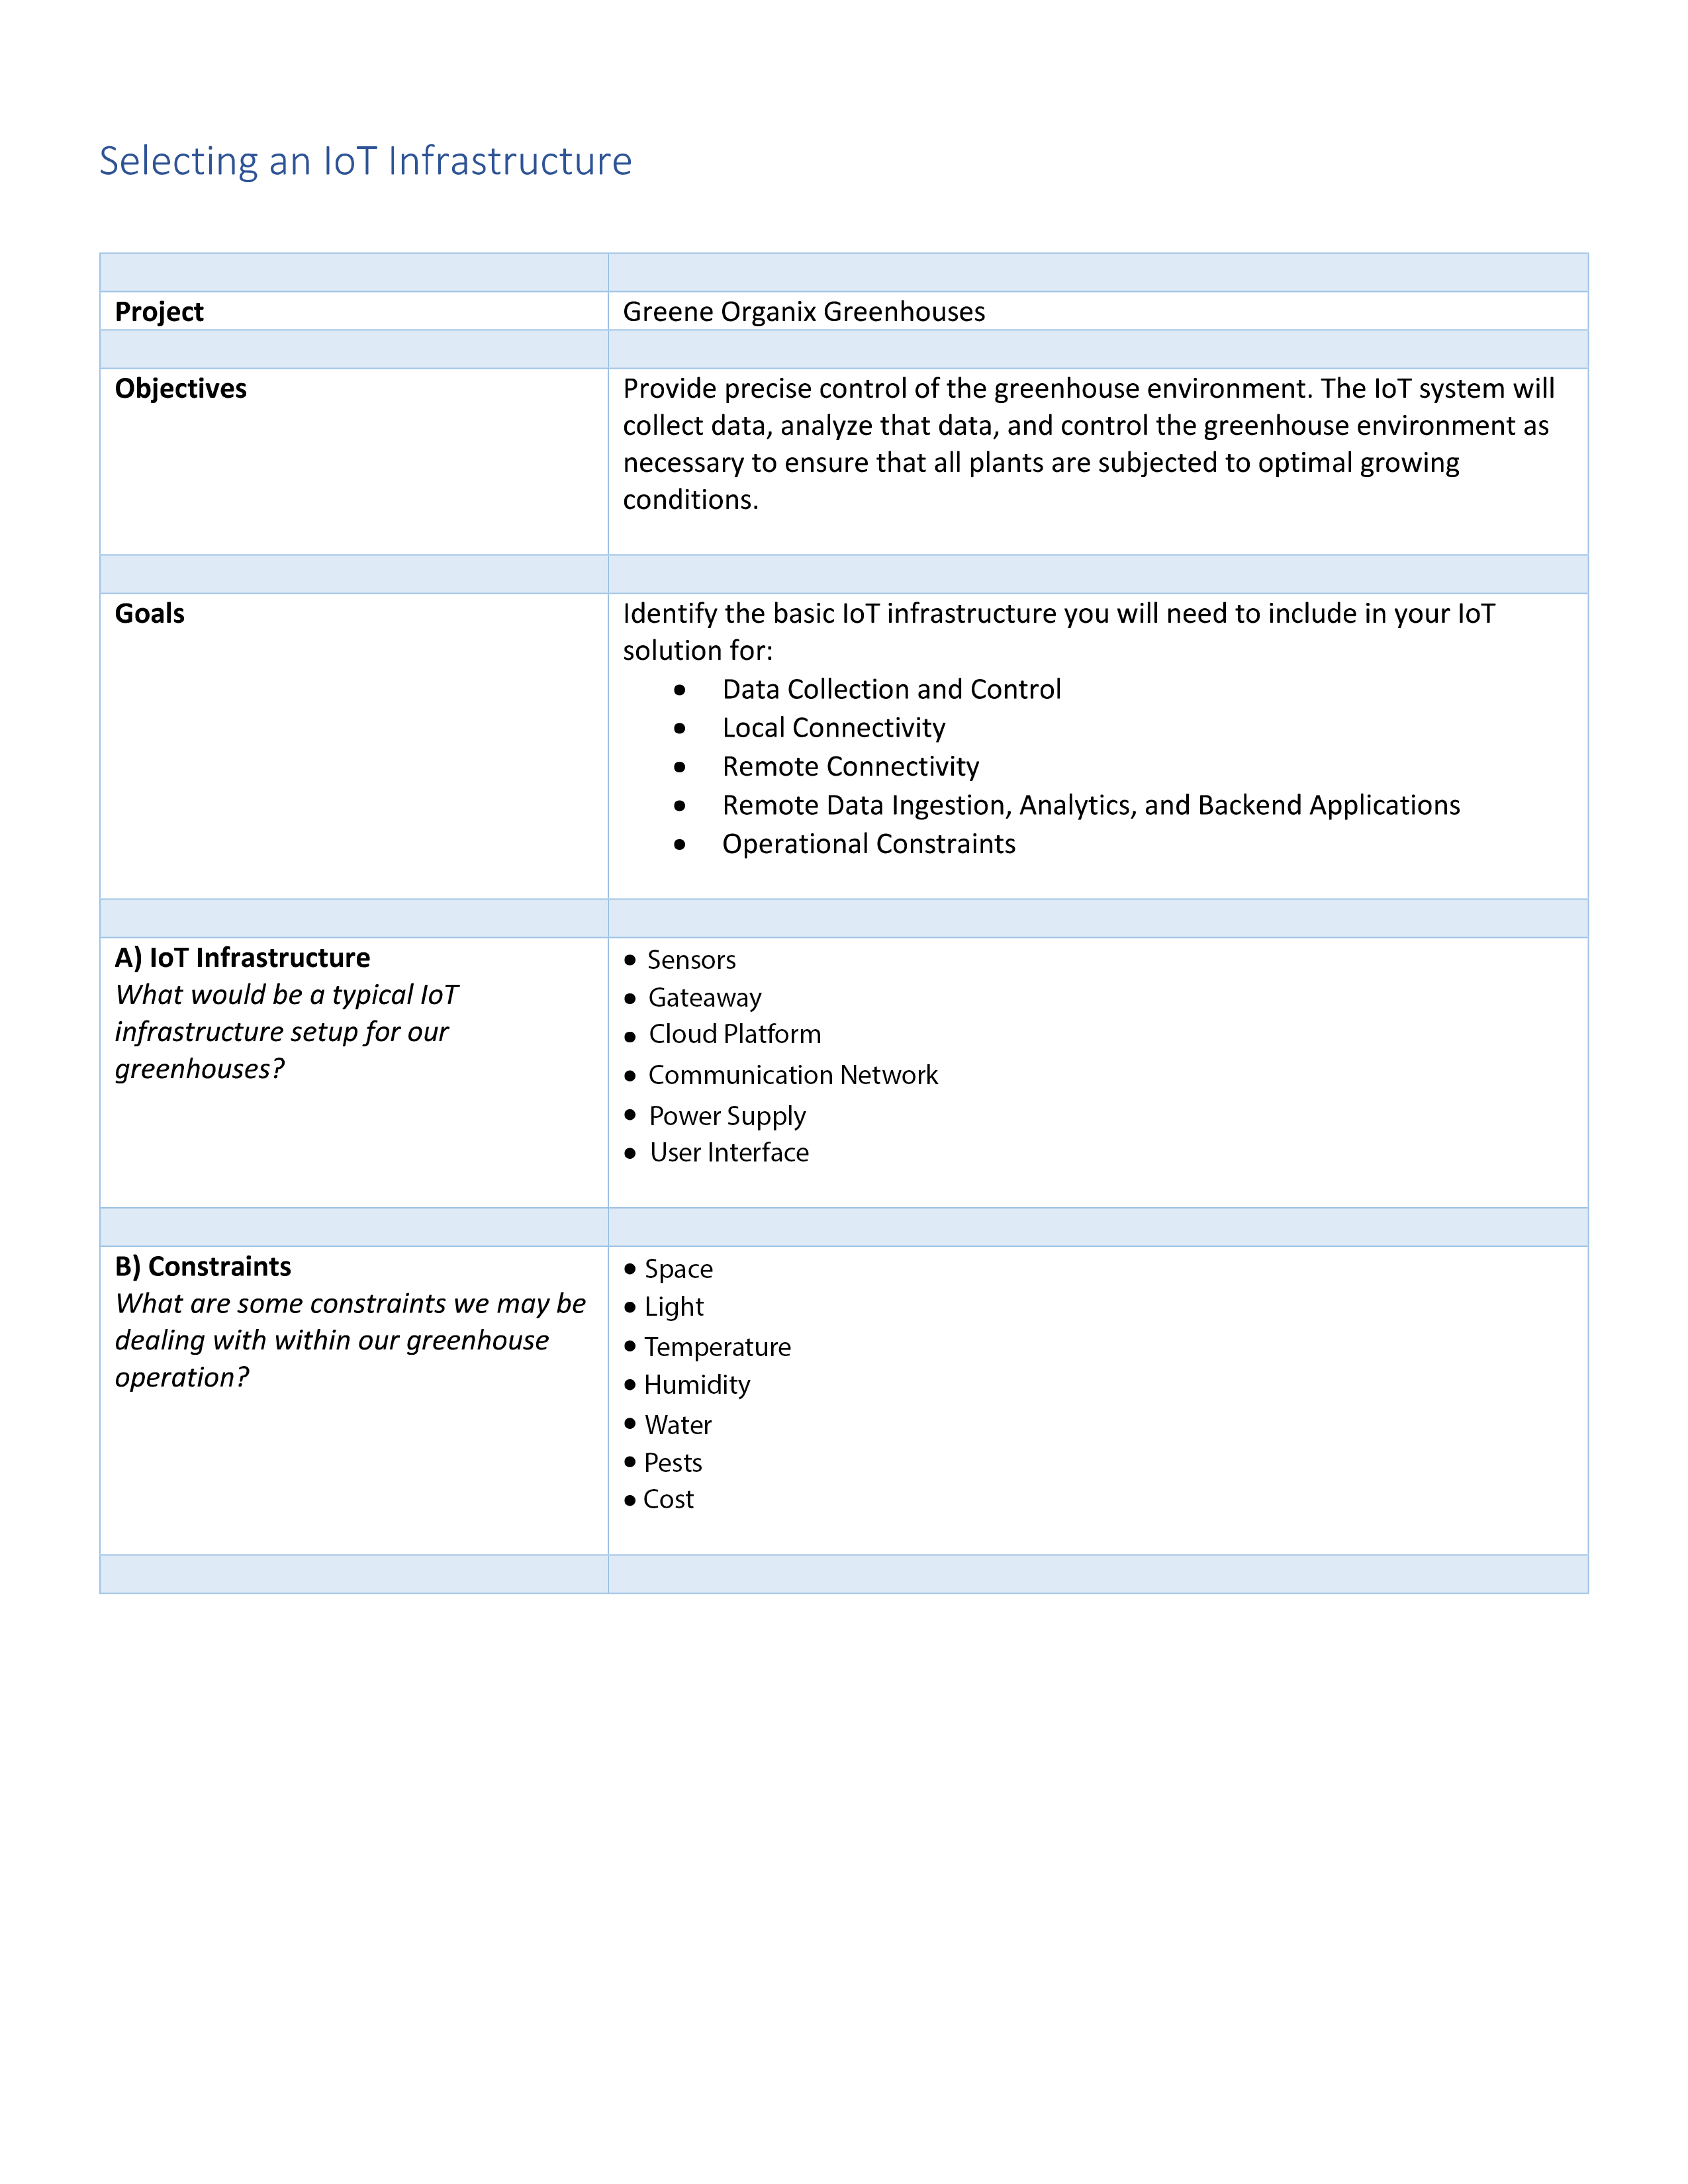 Selecting an IoT Infrastructure
Project
Greene Organix Greenhouses
Objectives
Provide precise control of the greenhouse environment. The IoT system will
collect data, analyze that data, and control the greenhouse environment as
necessary to ensure that all plants are subjected to optimal growing
conditions.
Goals
Identify the basic IoT infrastructure you will need to include in your IoT
solution for:
• Data Collection and Control
• Local Connectivity
• Remote Connectivity
• Remote Data Ingestion, Analytics, and Backend Applications
• Operational Constraints
A) IoT Infrastructure
What would be a typical IoT
infrastructure setup for our
greenhouses?
• Sensors
• Gateaway
• Cloud Platform
• Communication Network
• Power Supply
• User Interface
B) Constraints
What are some constraints we may be
dealing with within our greenhouse
operation?
• Space
• Light
• Temperature
• Humidity
• Water
• Pests
• Cost